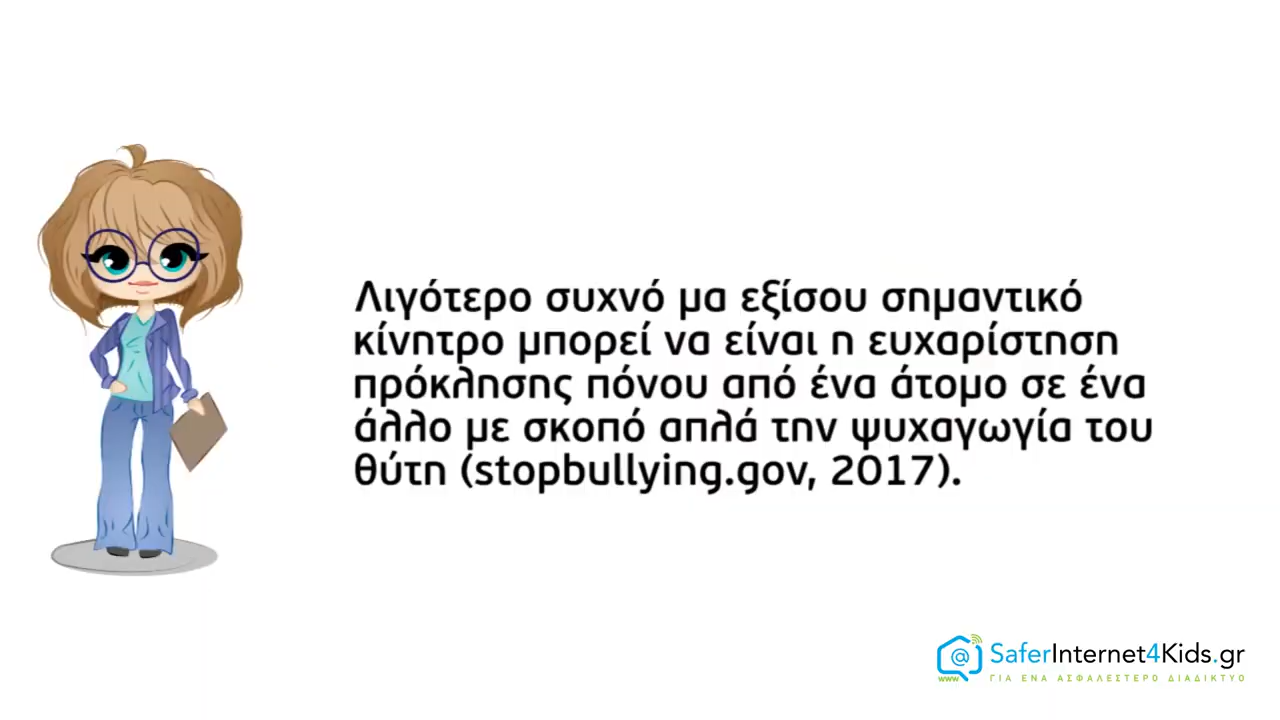 Λιγότερο συχνό μα εξίσου σημαντικό
κίνητρο μπορεί να είναι η ευχαρίστηση
πρόκλησης πόνου από ένα άτομο σε ένα
άλλο με σκοπό απλά την ψυχαγωγία του
θύτη (stopbullying.gov, 2017).
@
www
SaferInternet4Kids.gr
ΓΙΑ ΕΝΑ ΑΣΦΑΛΕΣΤΕΡΟ ΔΙΑΔΙΚΤΥΟ